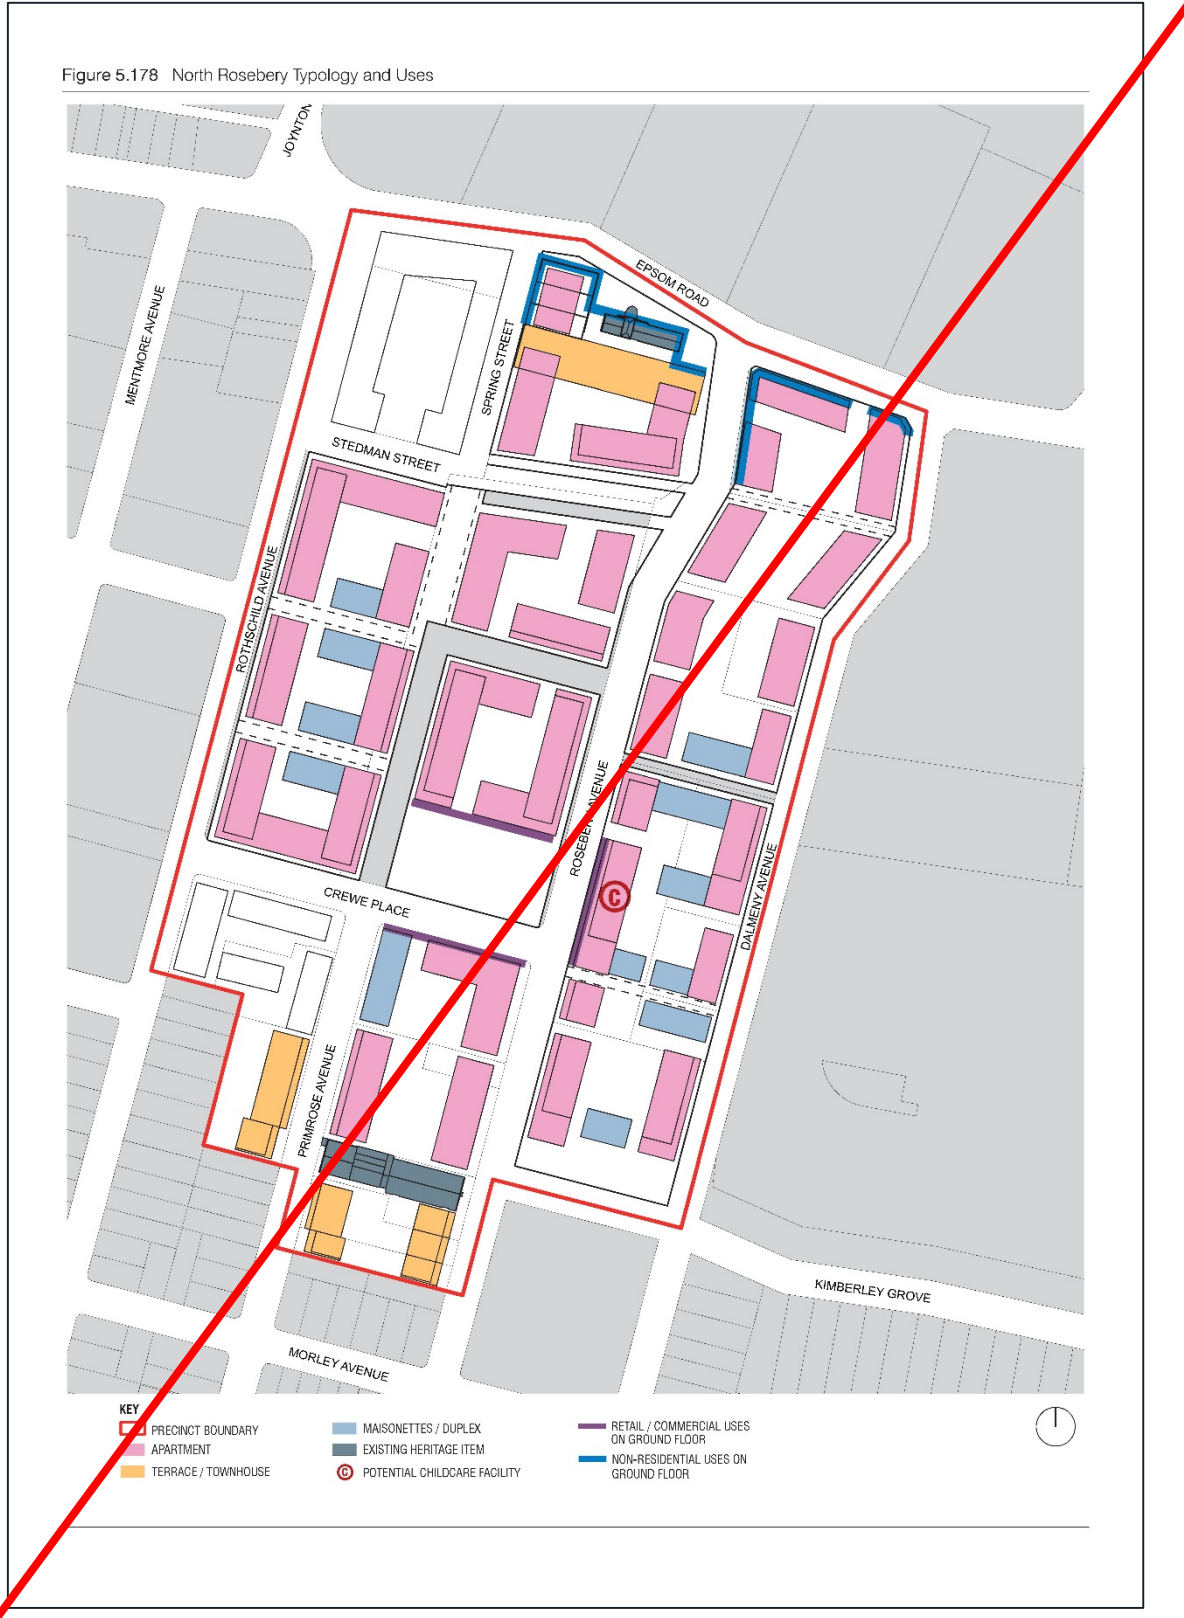 Figure 5.178 North Rosebery Typology and Uses
JOYNTON
EPSOM ROAD
MENTMORE AVENUE
SPRING STREET
STEDMAN STREET
ROTHSCHILD AVENUE
ROSEBERY AVENUE
CREWE PLACE
C
DALMENY AVENUE
PRIMROSE AVENUE
KIMBERLEY GROVE
MORLEY AVENUE
KEY
PRECINCT BOUNDARY
APARTMENT
TERRACE / TOWNHOUSE
MAISONETTES / DUPLEX
EXISTING HERITAGE ITEM
C POTENTIAL CHILDCARE FACILITY
RETAIL / COMMERCIAL USES
ON GROUND FLOOR
NON-RESIDENTIAL USES ON
GROUND FLOOR